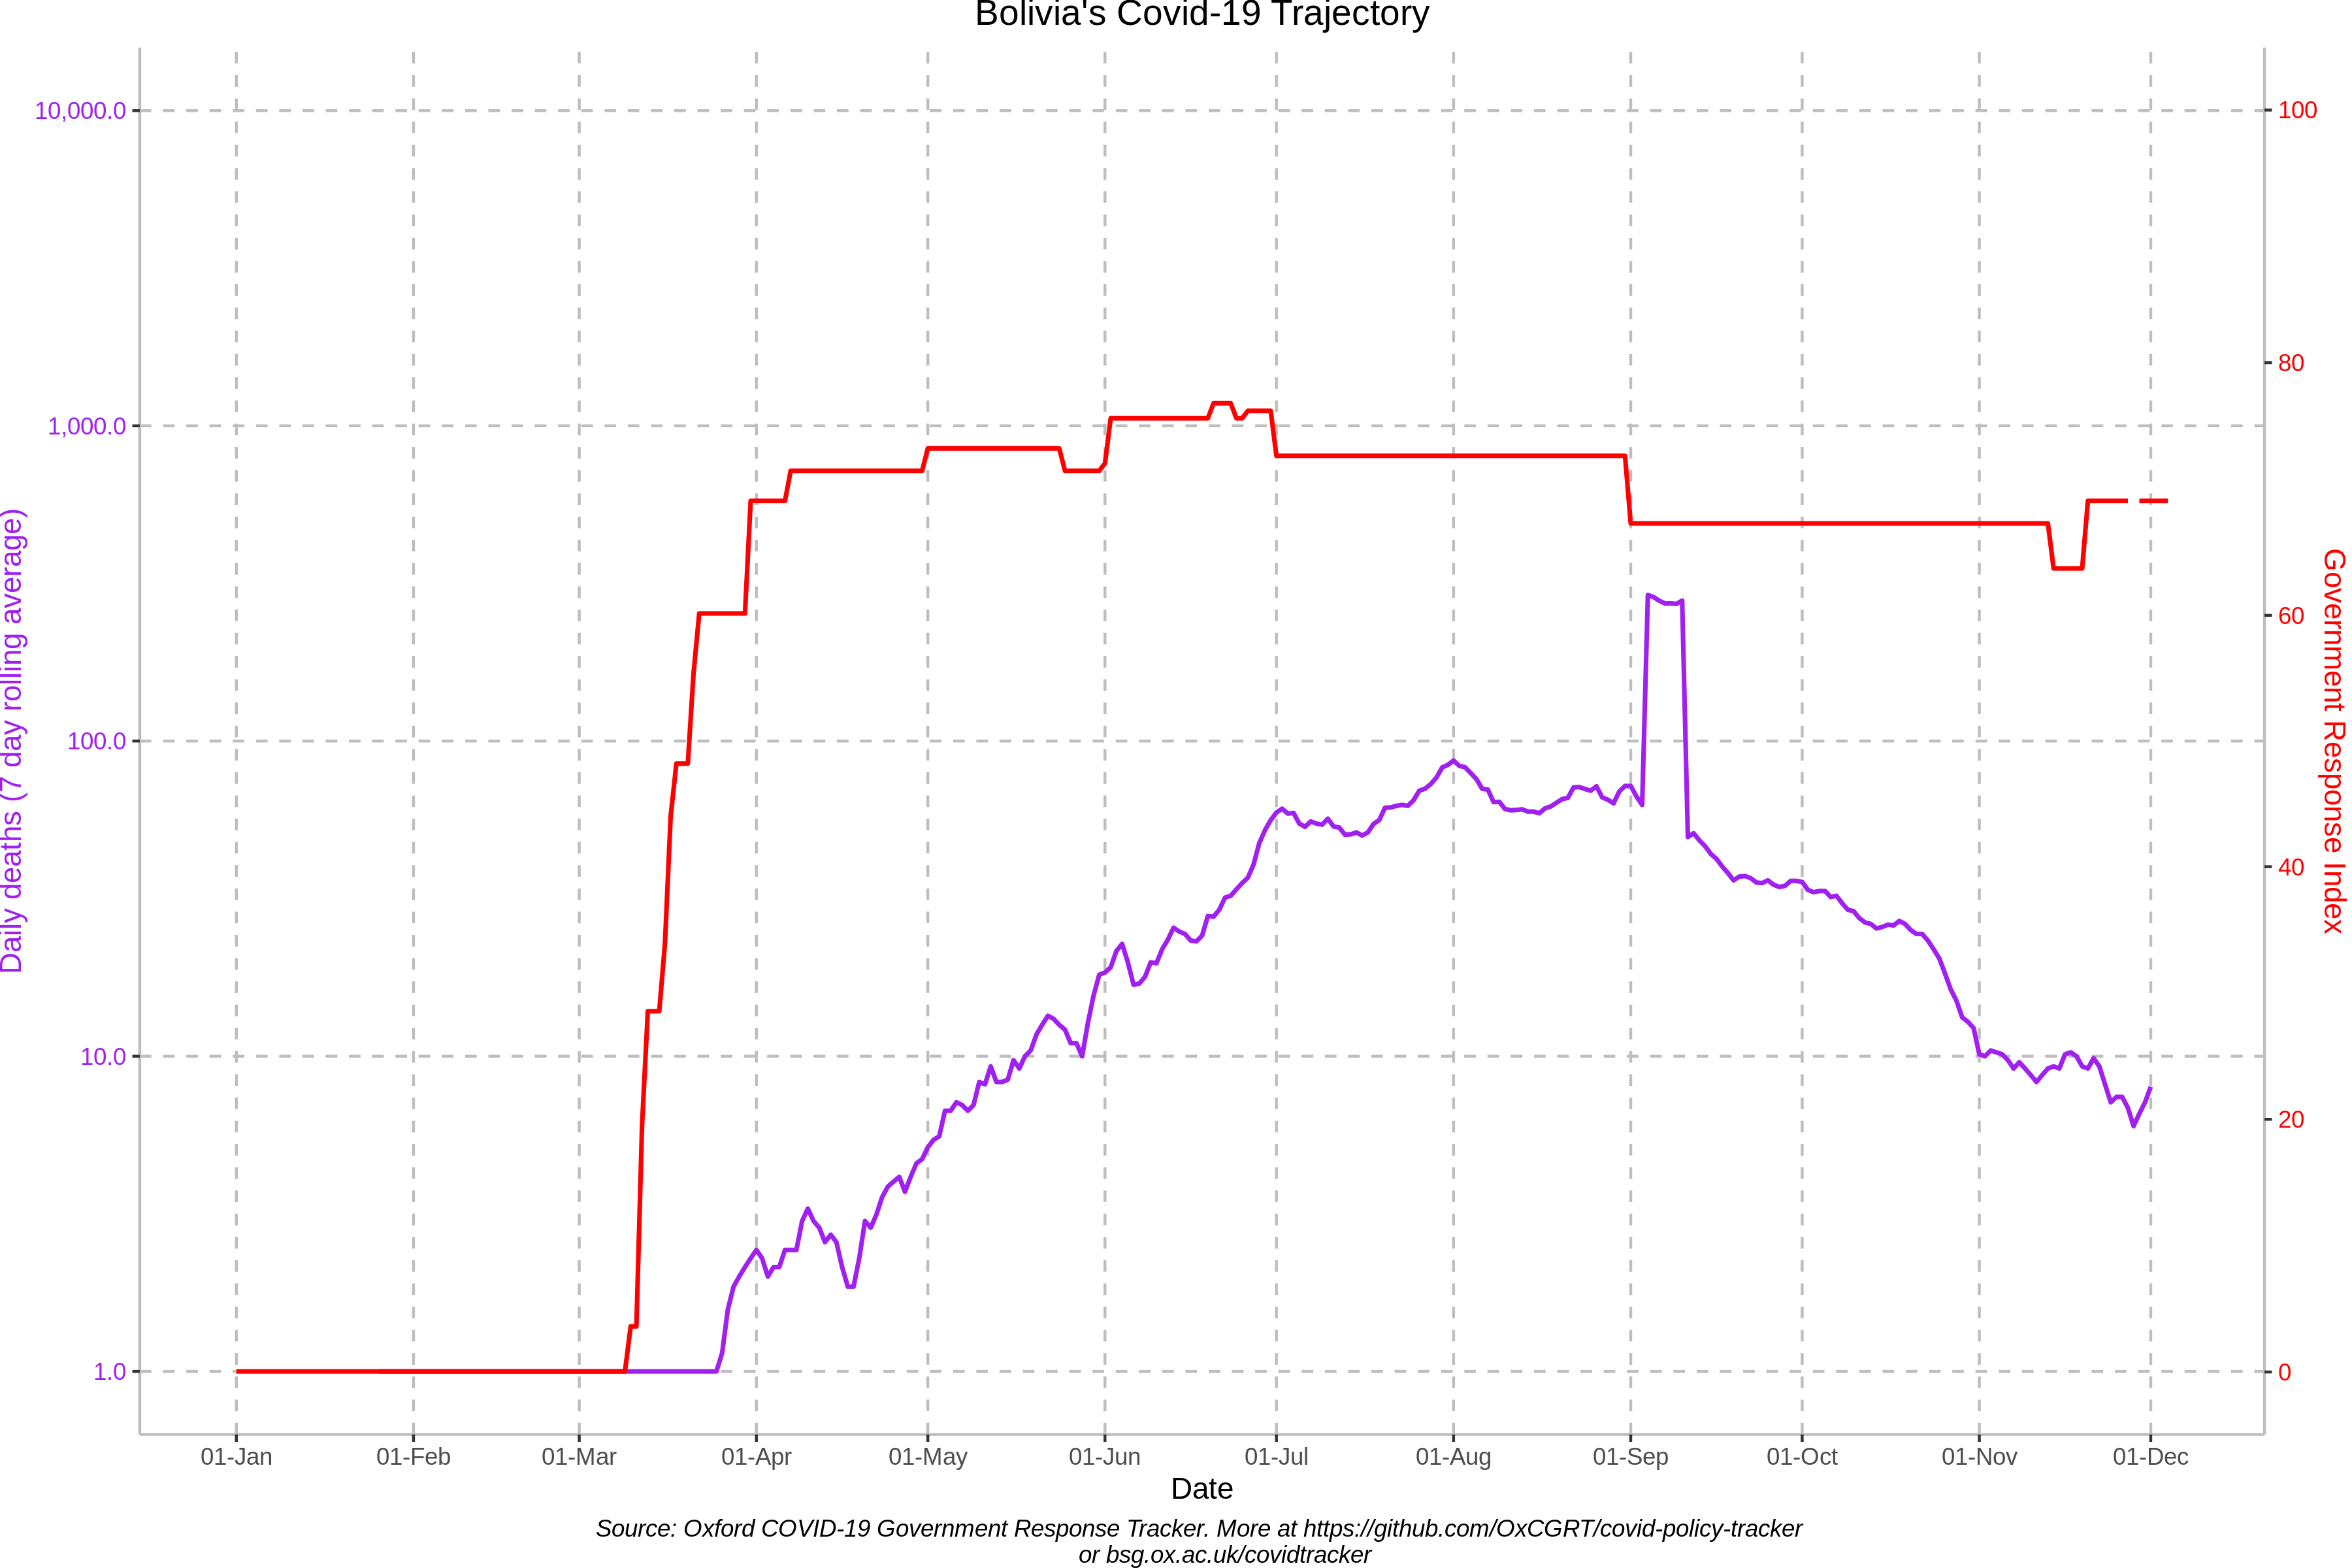 Bolivia's Covid-19 Trajectory
10,000.0
1,000.0
100.0
10.0
1.0
Daily deaths (7 day rolling average)
100
80
60
40
20
0
Government Response Index
01-Jan 01-Feb 01-Mar 01-Apr 01-May 01-Jun 01-Jul 01-Aug 01-Sep 01-Oct 01-Nov 01-Dec
Date
Source: Oxford COVID-19 Government Response Tracker. More at https://github.com/OxCGRT/covid-policy-tracker
or bsg.ox.ac.uk/covidtracker